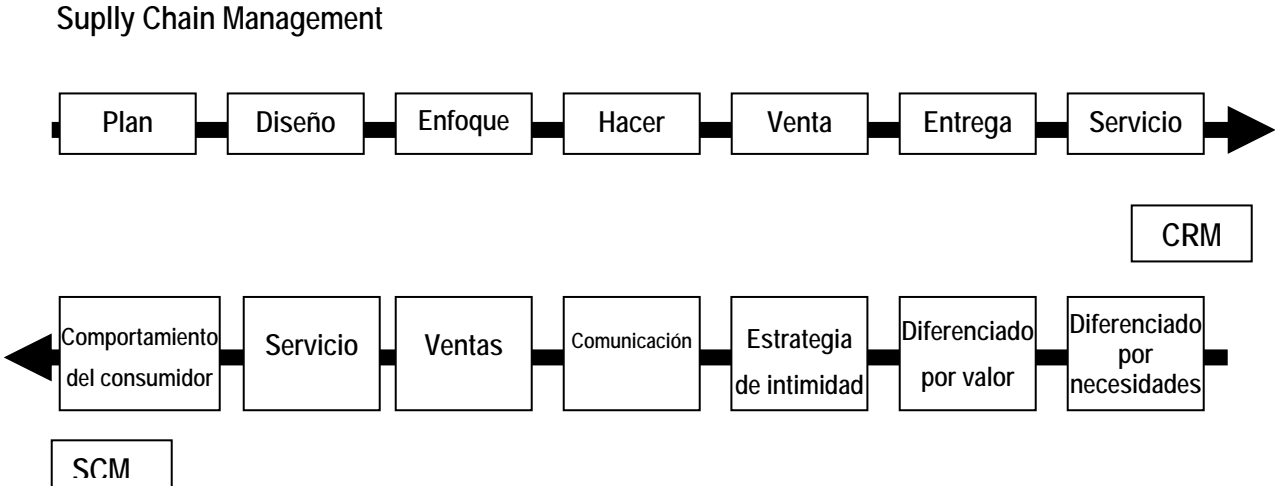 Suplly Chain Management
Plan Diseño Enfoque Hacer Venta Entrega Servicio
CRM
Comportamiento del consumidor
Servicio
Ventas
Comunicación
Estrategia de intimidad
Diferenciado por valor
Diferenciado por necesidades
SCM